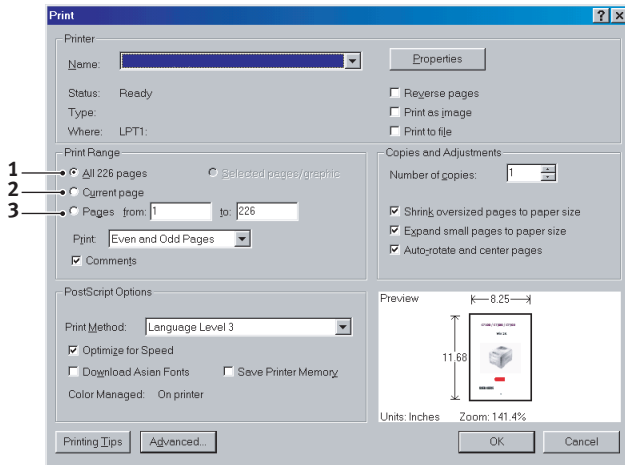 Print
Printer
Name:
Properties
Status: Ready
Reverse pages
Type:
Print as image
Where: LPT1:
Print to file
Print Range
1 All 226 pages
Selected pages/graphic
2 Current page
3 Pages from: 1 to: 226
Print: Even and Odd Pages
Comments
Copies and Adjustments
Number of copies: 1
Shrink oversized pages to paper size
Expand small pages to paper size
Auto-rotate and center pages
PostScript Options
Print Method: Language Level 3
Optimize for Speed
Download Asian Fonts
Save Printer Memory
Color Managed: On printer
Preview
8.25
11.68
Units: Inches Zoom: 141.4%
Printing Tips
Advanced...
OK
Cancel